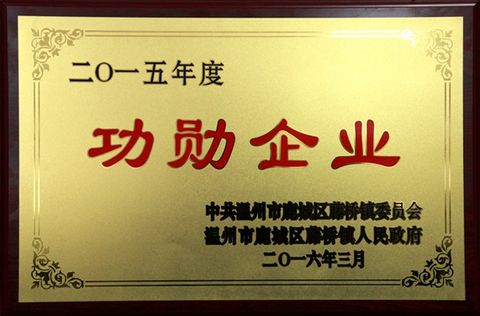 二〇一五年度
功勋企业
中共温州市鹿城区藤桥镇委员会
温州市鹿城区藤桥镇人民政府
二〇一六年三月